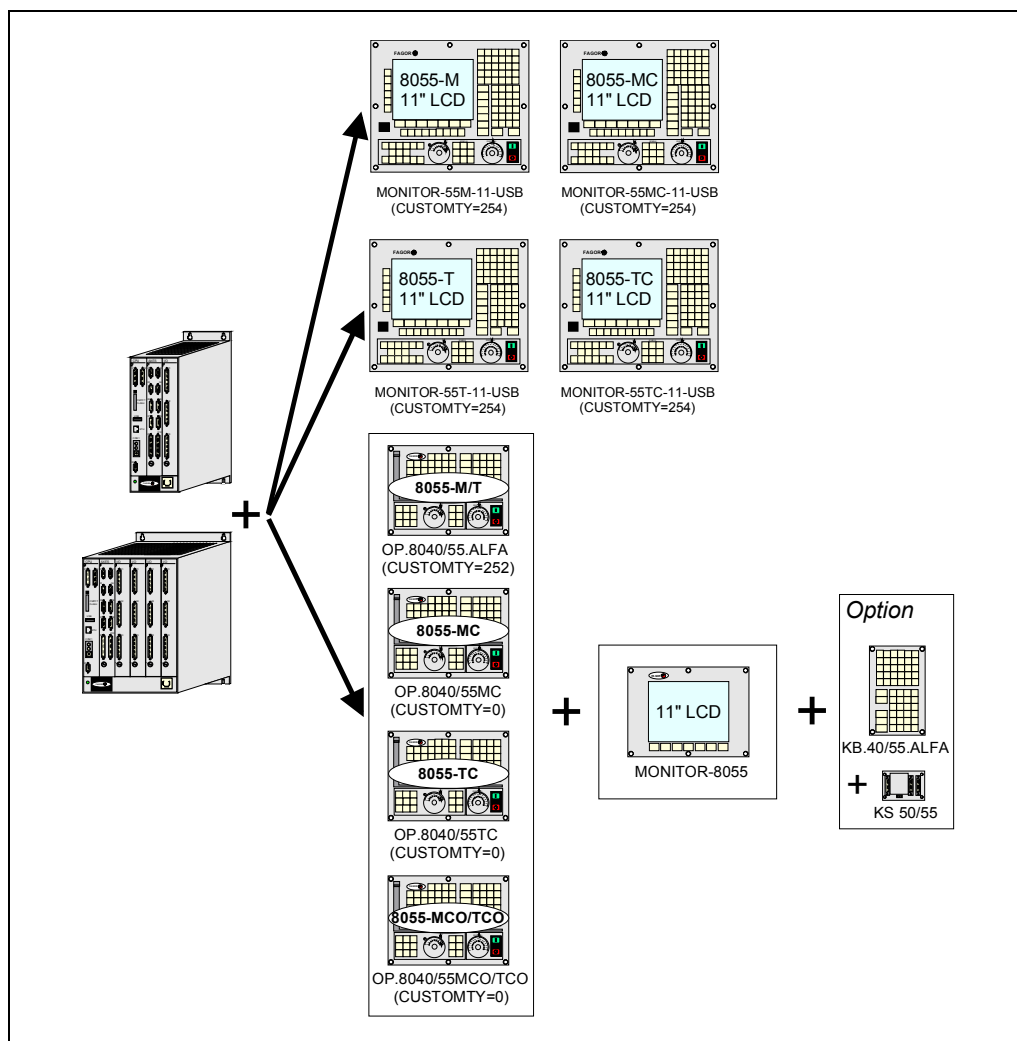 FAGOR
8055-M
11" LCD
MONITOR-55M-11-USB
(CUSTOMTY=254)
8055-MC
11" LCD
MONITOR-55MC-11-USB
(CUSTOMTY=254)
FAGOR
8055-T
11" LCD
MONITOR-55T-11-USB
(CUSTOMTY=254)
FAGOR
8055-TC
11" LCD
MONITOR-55TC-11-USB
(CUSTOMTY=254)
+
8055-M/T
OP.8040/55.ALFA
(CUSTOMTY=252)
8055-MC
OP.8040/55MC
(CUSTOMTY=0)
8055-TC
OP.8040/55TC
(CUSTOMTY=0)
8055-MCO/TCO
OP.8040/55MCO/TCO
(CUSTOMTY=0)
+
11" LCD
MONITOR-8055
+
Option
KB.40/55.ALFA
+
KS 50/55